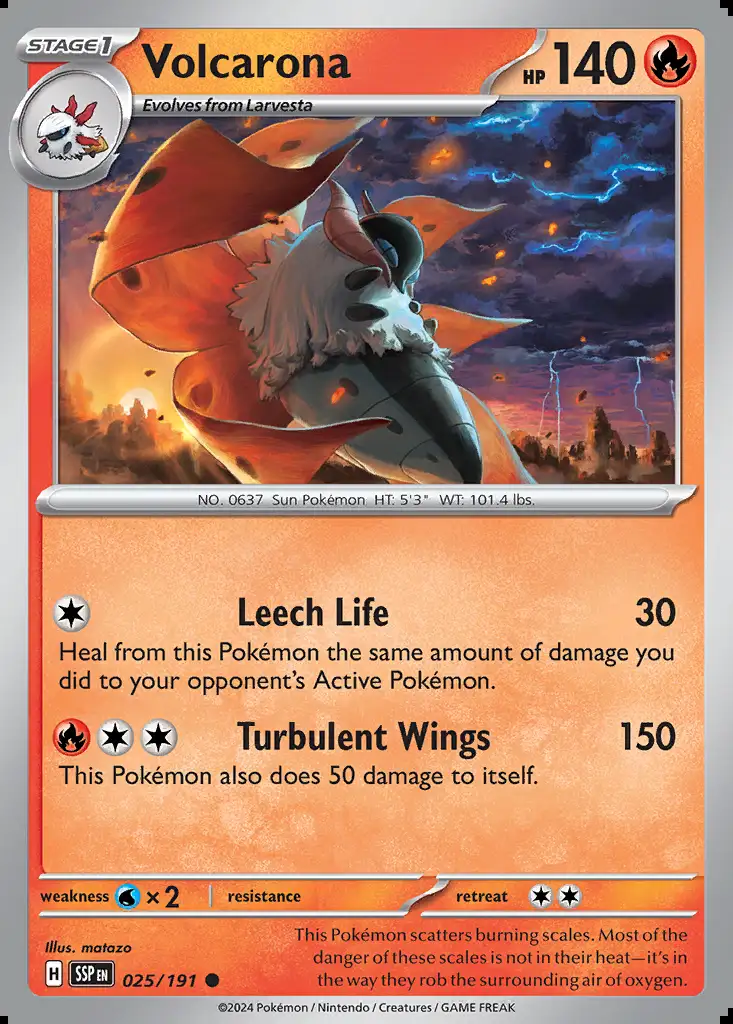 STAGE1
Volcarona
HP 140
Evolves from Larvesta
NO. 0637 Sun Pokémon HT: 5'3" WT: 101.4 lbs.
Leech Life 30
Heal from this Pokémon the same amount of damage you
did to your opponent's Active Pokémon.
Turbulent Wings 150
This Pokémon also does 50 damage to itself.
weakness ×2 resistance retreat
Illus. matazo
This Pokémon scatters burning scales. Most of the
danger of these scales is not in their heat—it's in
the way they rob the surrounding air of oxygen.
H SSP EN 025/191
©2024 Pokémon / Nintendo / Creatures / GAME FREAK